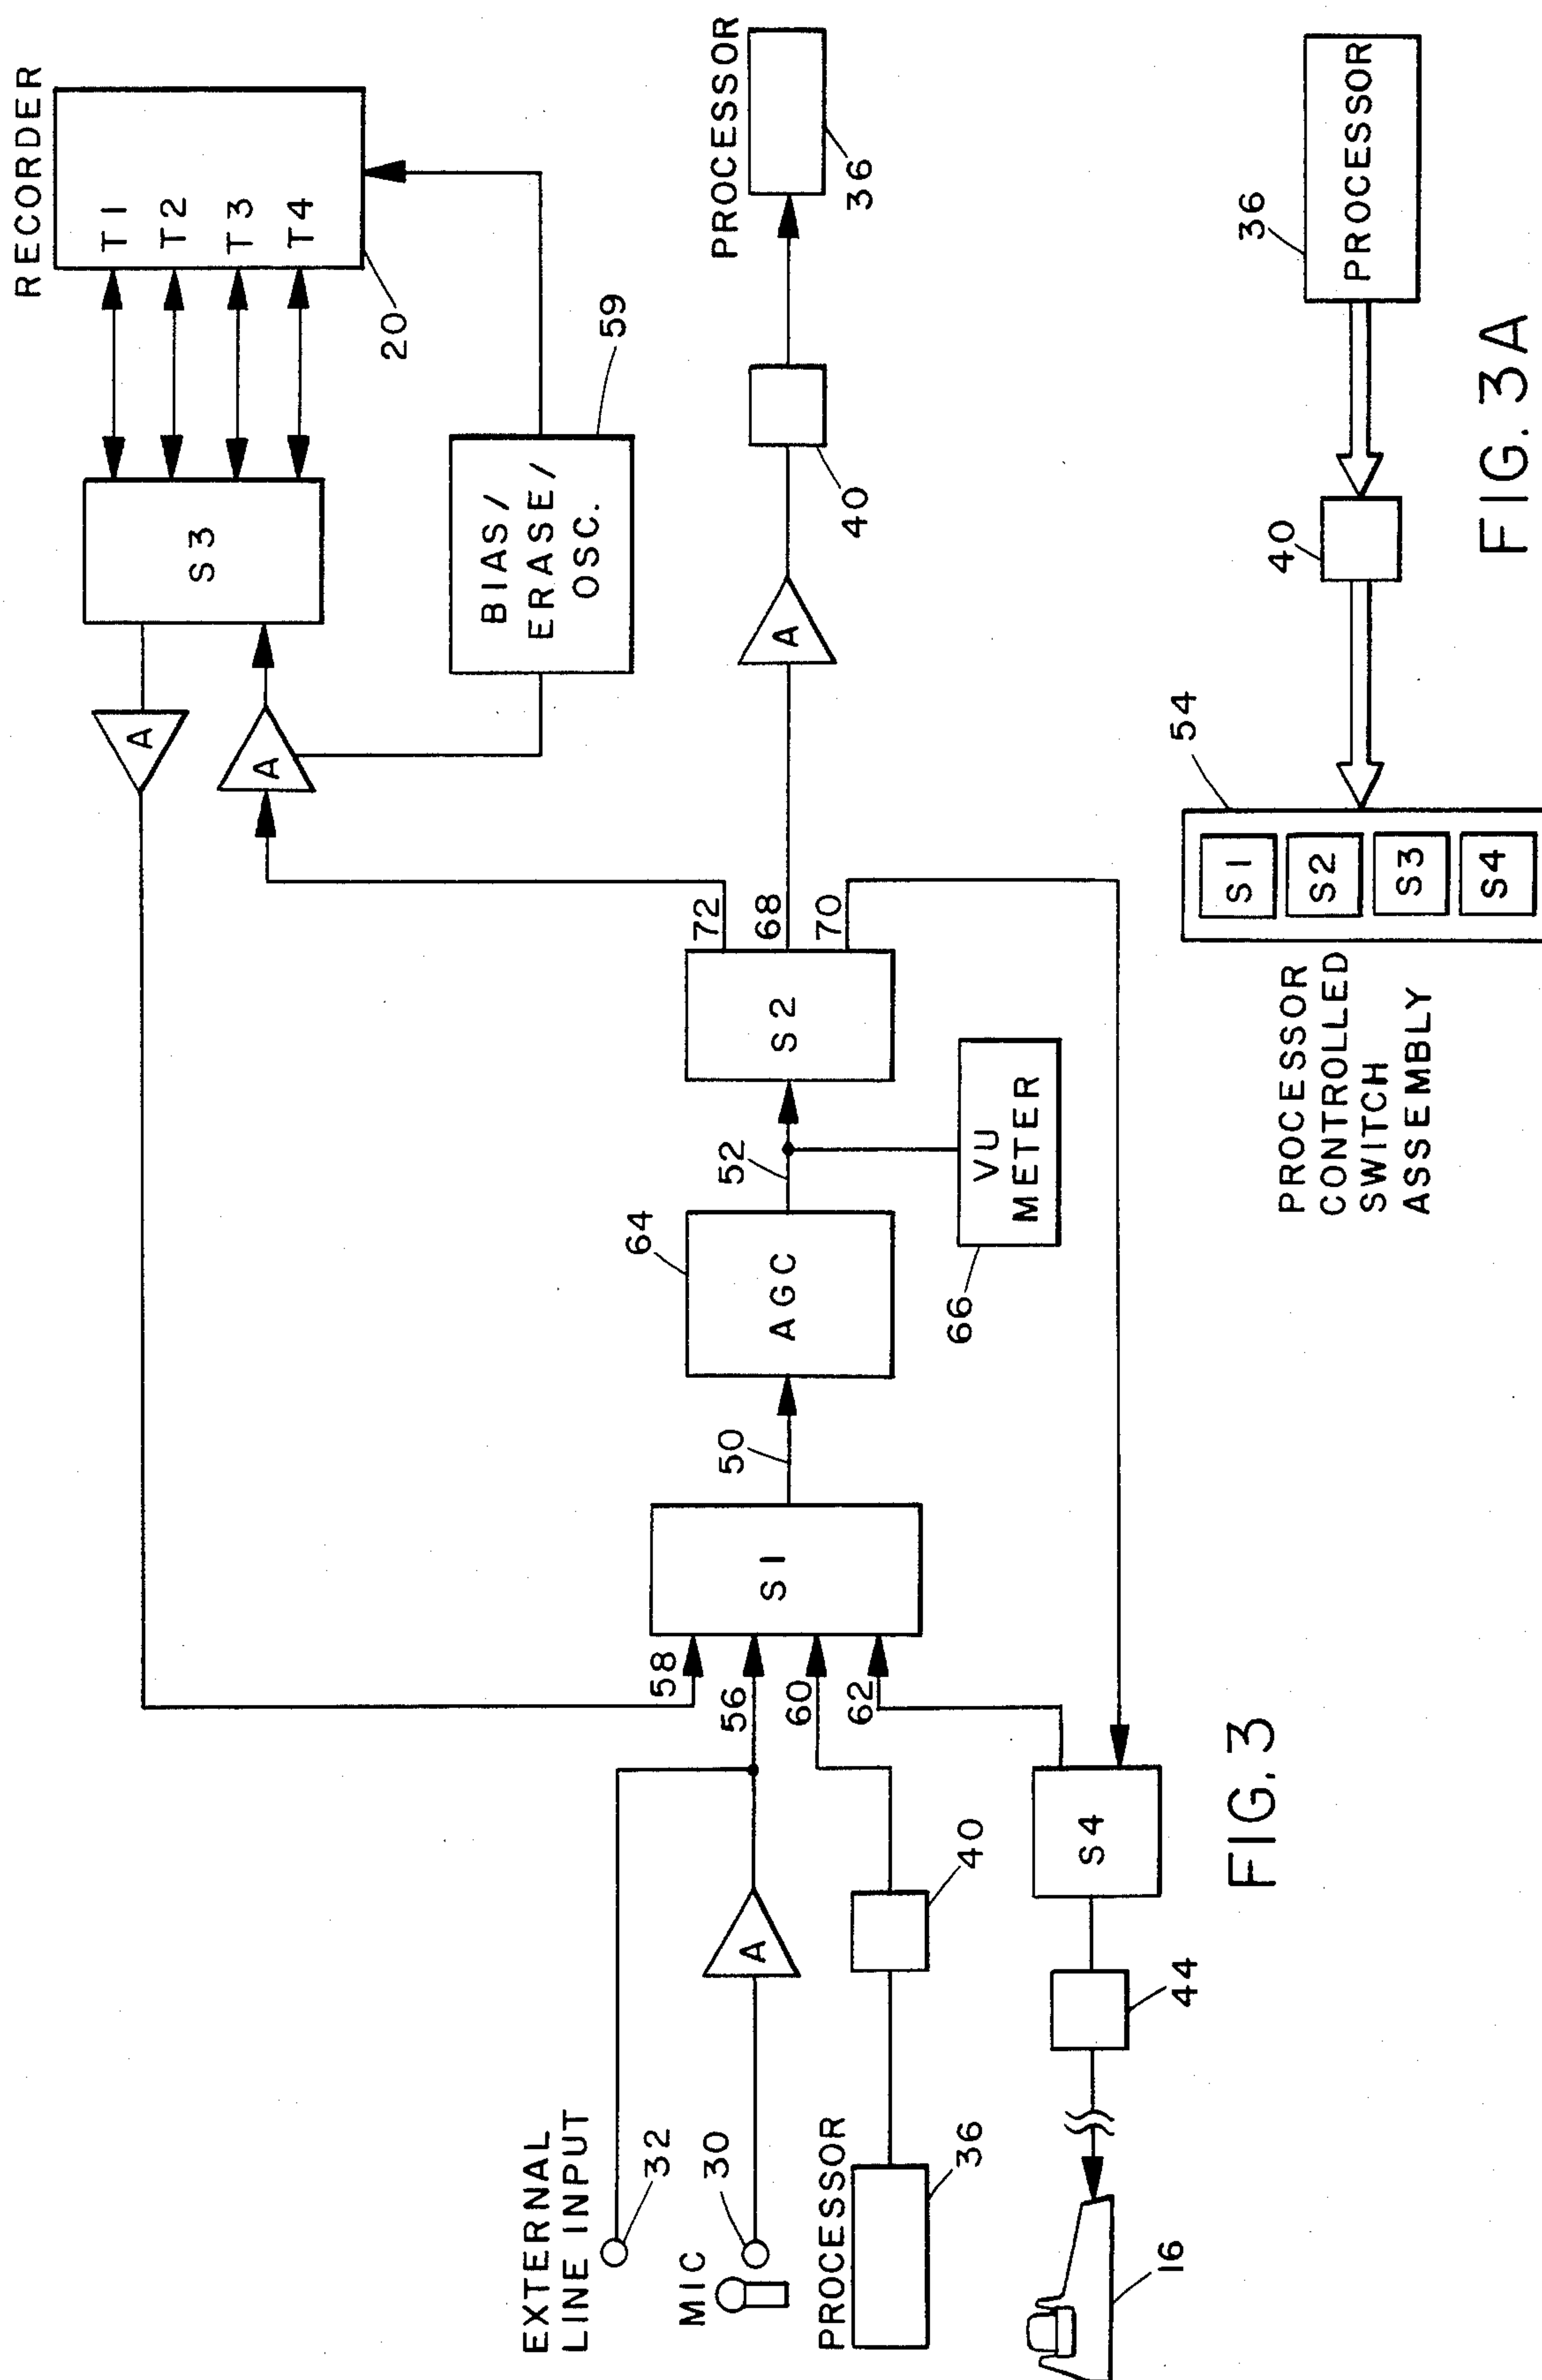 RECORDER
T1
T2
T3
T4
20
S3
A
A
BIAS/
ERASE/
OSC.
59
PROCESSOR
36
40
A
72
68
70
S2
52
VU
METER
66
64
AGC
50
S1
58
56
60
62
EXTERNAL
LINE INPUT
32
MIC
30
A
PROCESSOR
36
40
S4
44
16
FIG. 3
PROCESSOR
CONTROLLED
SWITCH
ASSEMBLY
54
S1
S2
S3
S4
40
36
PROCESSOR
FIG. 3A